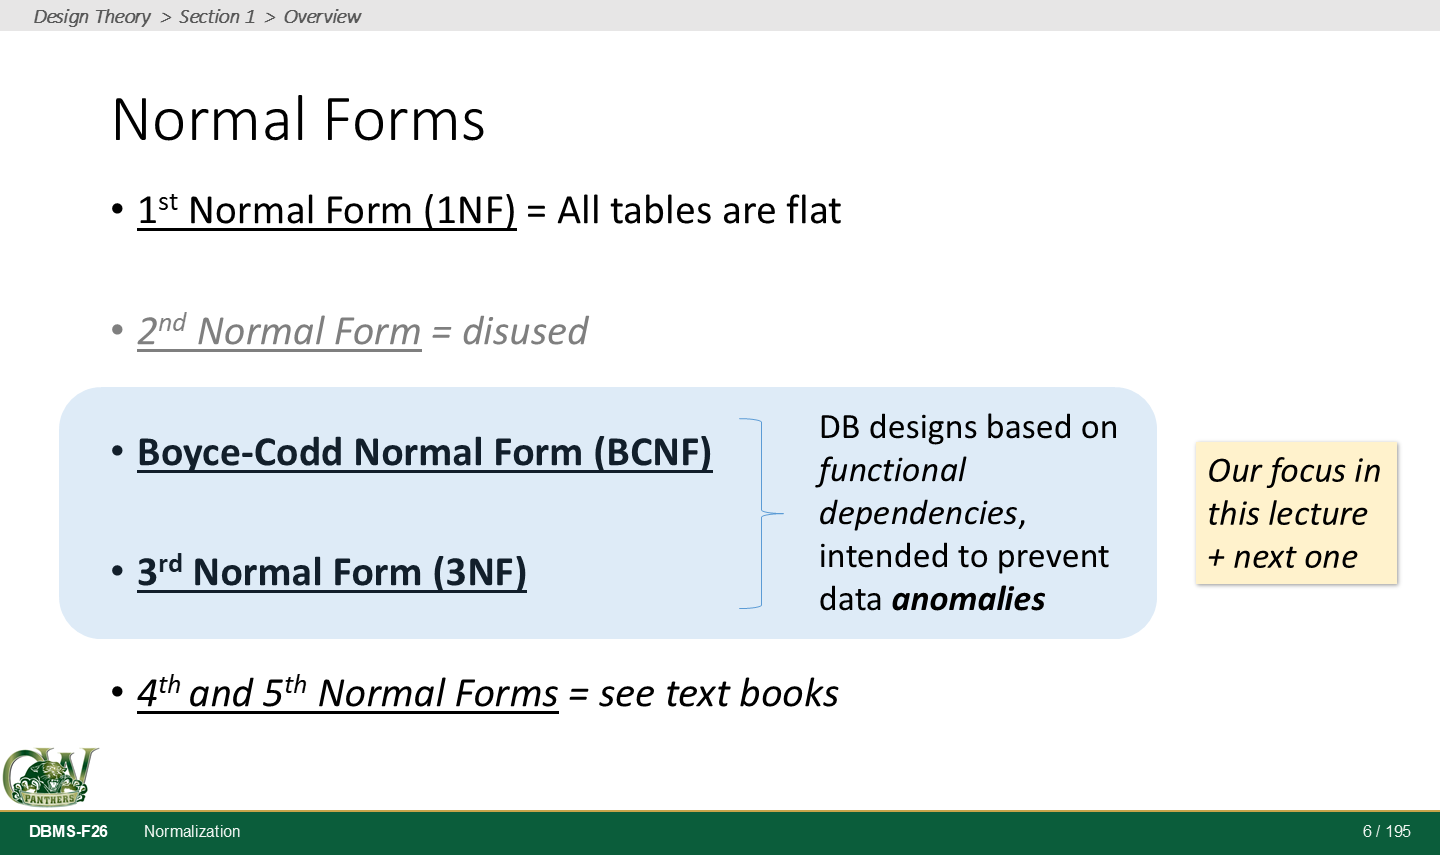 Design Theory > Section 1 > Overview
Normal Forms
• 1st Normal Form (1NF) = All tables are flat
• 2nd Normal Form = disused
• Boyce-Codd Normal Form (BCNF)
• 3rd Normal Form (3NF)
DB designs based on
functional
dependencies,
intended to prevent
data anomalies
Our focus in
this lecture
+ next one
• 4th and 5th Normal Forms = see text books
OW
PANTHERS
DBMS-F26 Normalization 6 / 195